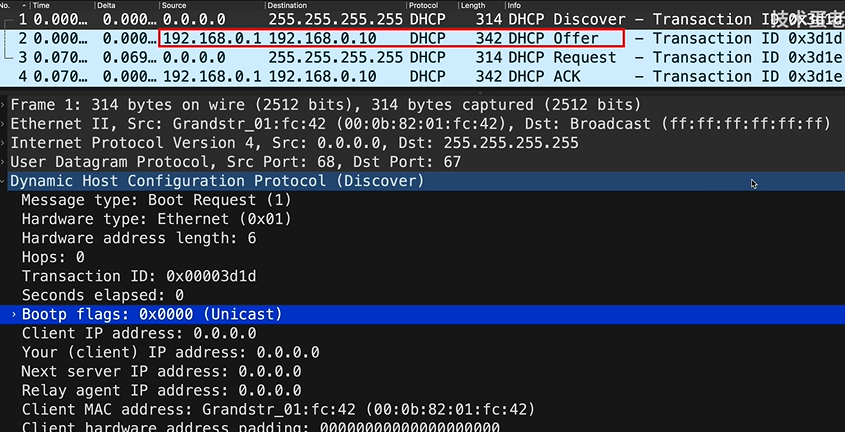 No. Time Delta Source Destination Protocol Length Info
1 0.000… 0.000… 0.0.0.0 255.255.255.255 DHCP 314 DHCP Discover – Transaction ID 0x3d1d
2 0.000… 0.000… 192.168.0.1 192.168.0.10 DHCP 342 DHCP Offer – Transaction ID 0x3d1d
3 0.070… 0.069… 0.0.0.0 255.255.255.255 DHCP 314 DHCP Request – Transaction ID 0x3d1e
4 0.070… 0.000… 192.168.0.1 192.168.0.10 DHCP 342 DHCP ACK – Transaction ID 0x3d1e
技术蛋老
Frame 1: 314 bytes on wire (2512 bits), 314 bytes captured (2512 bits)
Ethernet II, Src: Grandstr_01:fc:42 (00:0b:82:01:fc:42), Dst: Broadcast (ff:ff:ff:ff:ff:ff)
Internet Protocol Version 4, Src: 0.0.0.0, Dst: 255.255.255.255
User Datagram Protocol, Src Port: 68, Dst Port: 67
Dynamic Host Configuration Protocol (Discover)
Message type: Boot Request (1)
Hardware type: Ethernet (0x01)
Hardware address length: 6
Hops: 0
Transaction ID: 0x00003d1d
Seconds elapsed: 0
Bootp flags: 0x0000 (Unicast)
Client IP address: 0.0.0.0
Your (client) IP address: 0.0.0.0
Next server IP address: 0.0.0.0
Relay agent IP address: 0.0.0.0
Client MAC address: Grandstr_01:fc:42 (00:0b:82:01:fc:42)
Client hardware address padding: 00000000000000000000